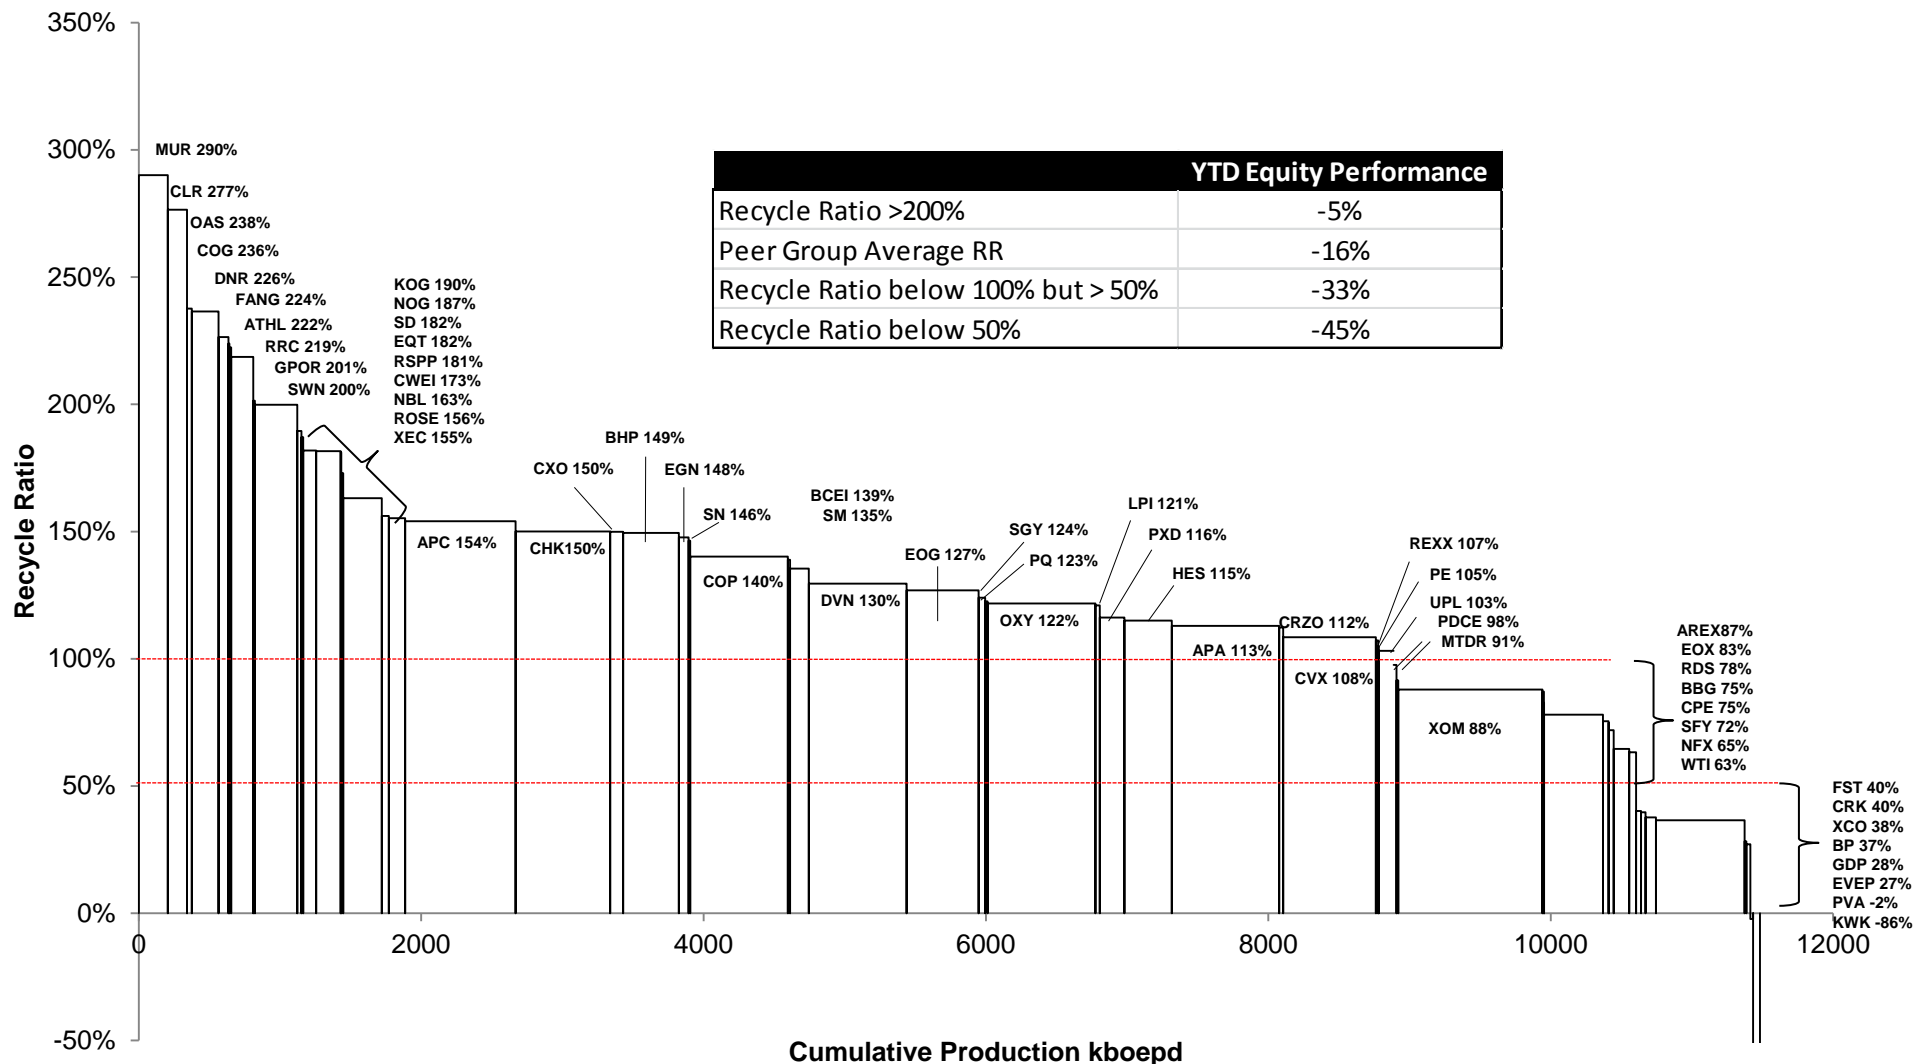 350%
300%
250%
200%
150%
100%
50%
0%
-50%
Recycle Ratio
MUR 290%
CLR 277%
OAS 238%
COG 236%
DNR 226%
FANG 224%
ATHL 222%
RRC 219%
GPOR 201%
SWN 200%
KOG 190%
NOG 187%
SD 182%
EQT 182%
RSPP 181%
CWEI 173%
NBL 163%
ROSE 156%
XEC 155%
YTD Equity Performance
Recycle Ratio >200% -5%
Peer Group Average RR -16%
Recycle Ratio below 100% but > 50% -33%
Recycle Ratio below 50% -45%
APC 154%
CHK150%
CXO 150%
BHP 149%
EGN 148%
SN 146%
COP 140%
BCEI 139%
SM 135%
DVN 130%
EOG 127%
SGY 124%
PQ 123%
OXY 122%
LPI 121%
PXD 116%
HES 115%
APA 113%
CRZO 112%
CVX 108%
REXX 107%
PE 105%
UPL 103%
PDCE 98%
MTDR 91%
XOM 88%
AREX87%
EOX 83%
RDS 78%
BBG 75%
CPE 75%
SFY 72%
NFX 65%
WTI 63%
FST 40%
CRK 40%
XCO 38%
BP 37%
GDP 28%
EVEP 27%
PVA -2%
KWK -86%
0 2000 4000 6000 8000 10000 12000
Cumulative Production kboepd